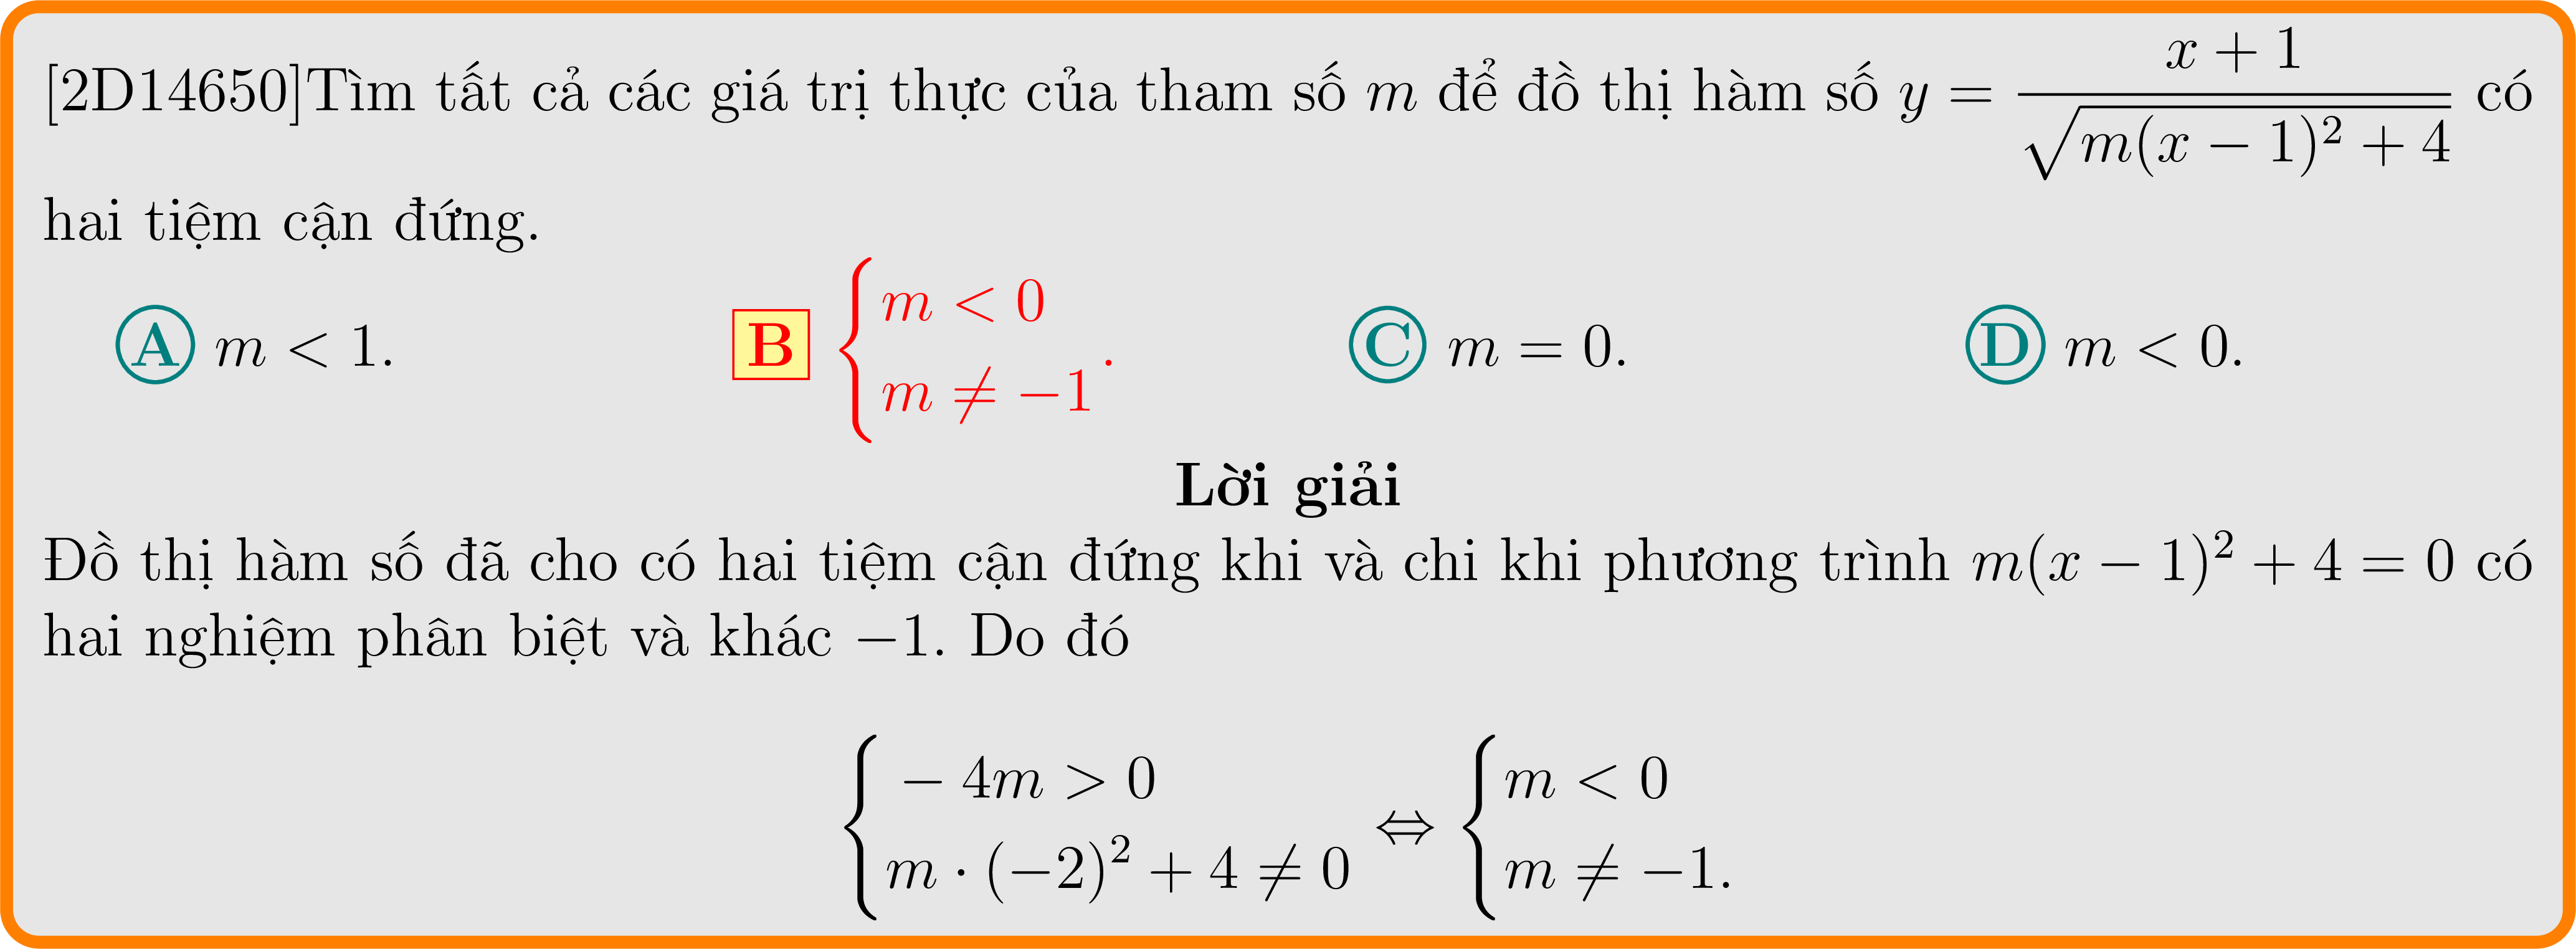 [2D14650]Tìm tất cả các giá trị thực của tham số $m$ để đồ thị hàm số $y = \dfrac{x+1}{\sqrt{m(x-1)^2+4}}$ có
hai tiệm cận đứng.
A $m < 1$. B $\begin{cases} m < 0 \\ m \neq -1 \end{cases}$. C $m = 0$. D $m < 0$.
Lời giải
Đồ thị hàm số đã cho có hai tiệm cận đứng khi và chi khi phương trình $m(x-1)^2+4=0$ có
hai nghiệm phân biệt và khác $-1$. Do đó
$\begin{cases} -4m > 0 \\ m \cdot (-2)^2 + 4 \neq 0 \end{cases} \Leftrightarrow \begin{cases} m < 0 \\ m \neq -1. \end{cases}$